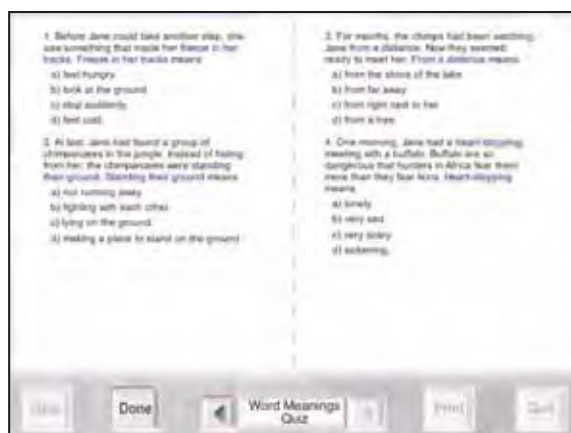 1. Before Jane could take another step, she
saw something that made her freeze in her
tracks. Freeze in her tracks means
a) feel hungry.
b) look at the ground.
c) stop suddenly.
d) feel cold.
2. At last, Jane had found a group of
chimpanzees in the jungle. Instead of hiding
from her, the chimpanzees were standing
their ground. Standing their ground means
a) not running away.
b) fighting with each other.
c) lying on the ground.
d) making a place to stand on the ground.
3. For months, the chimps had been watching
Jane from a distance. Now they seemed
ready to meet her. From a distance means
a) from the shore of the lake.
b) from far away.
c) from right next to her.
d) from a tree.
4. One morning, Jane had a heart-stopping
meeting with a buffalo. Buffalo are so
dangerous that hunters in Africa fear them
more than they fear lions. Heart-stopping
means
a) lonely.
b) very sad.
c) very scary.
d) sickening.
Done
Word Meanings
Quiz
Print
Quit